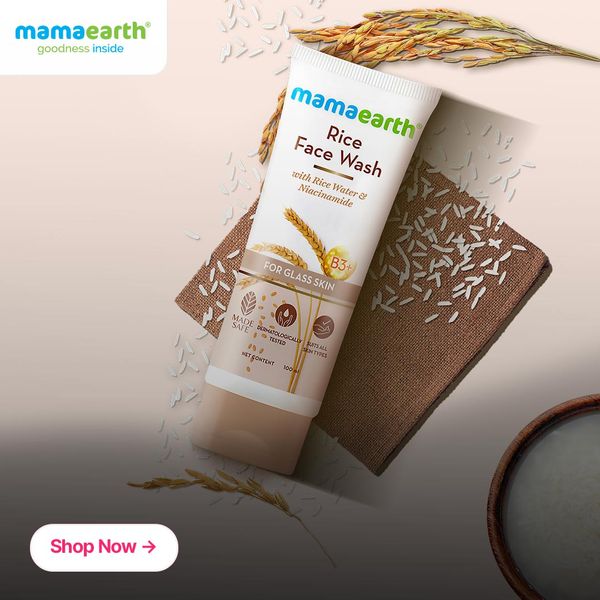 mamaearth®
goodness inside
mamaearth®
Rice
Face Wash
with Rice Water &
Niacinamide
B3+
FOR GLASS SKIN
MADE
SAFE
DERMATOLOGICALLY
TESTED
SUITS ALL
SKIN TYPES
NET CONTENT
Shop Now →